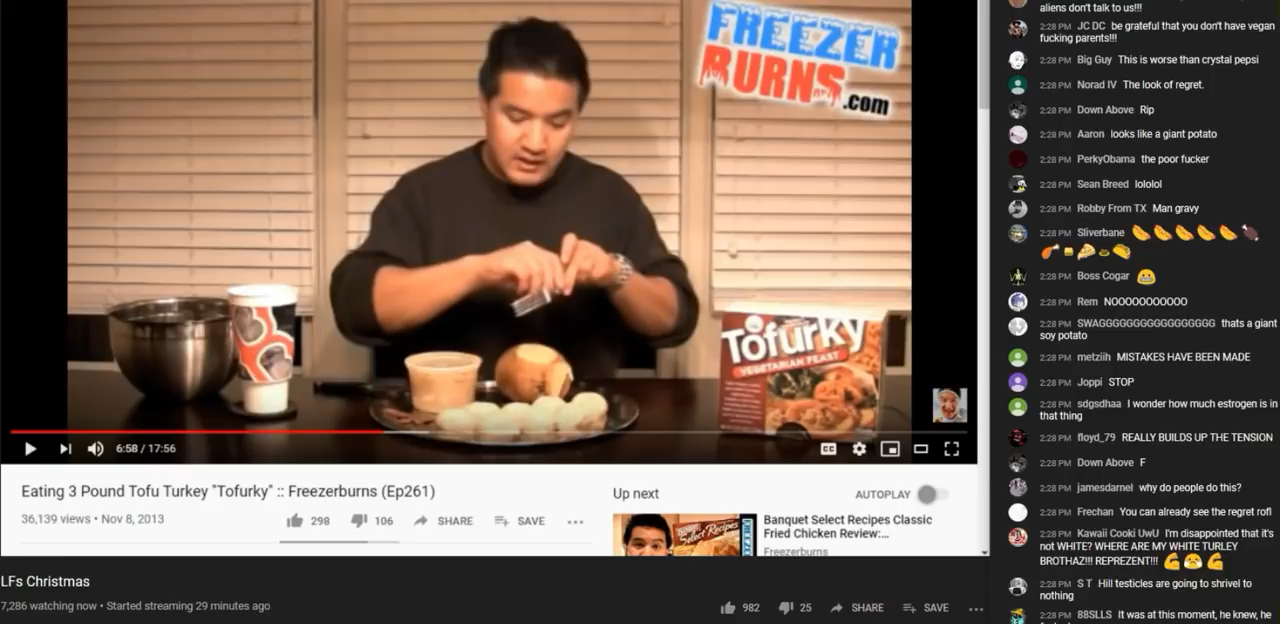 FREEZER
BURNS
.com
Tofurky
VEGETARIAN FEAST
6:58 / 17:56
CC
Eating 3 Pound Tofu Turkey "Tofurky" :: Freezerburns (Ep261)
36,139 views • Nov 8, 2013
298
106
SHARE
SAVE
Up next
AUTOPLAY
Select Recipes
Banquet Select Recipes Classic
Fried Chicken Review:...
Freezerburns
LFs Christmas
7,286 watching now • Started streaming 29 minutes ago
982
25
SHARE
SAVE
aliens don't talk to us!!!
2:28 PM JC DC be grateful that you don't have vegan
fucking parents!!!
2:28 PM Big Guy This is worse than crystal pepsi
2:28 PM Norad IV The look of regret.
2:28 PM Down Above Rip
2:28 PM Aaron looks like a giant potato
2:28 PM PerkyObama the poor fucker
2:28 PM Sean Breed lololol
2:28 PM Robby From TX Man gravy
2:28 PM Sliverbane 🌭🌭🌭🌭🌭🍖
🍗🧈🍕🥪🌮
2:28 PM Boss Cogar 😬
2:28 PM Rem NOOOOOOOOOOO
2:28 PM SWAGGGGGGGGGGGGGGGGG thats a giant
soy potato
2:28 PM metziih MISTAKES HAVE BEEN MADE
2:28 PM Joppi STOP
2:28 PM sdgsdhaa I wonder how much estrogen is in
that thing
2:28 PM floyd_79 REALLY BUILDS UP THE TENSION
2:28 PM Down Above F
2:28 PM jamesdarnel why do people do this?
2:28 PM Frechan You can already see the regret rofl
2:28 PM Kawaii Cooki UwU I'm disappointed that it's
not WHITE? WHERE ARE MY WHITE TURLEY
BROTHAZ!!! REPREZENT!!! 💪😤💪
2:28 PM S T Hill testicles are going to shrivel to
nothing
2:28 PM 88SLLS It was at this moment, he knew, he